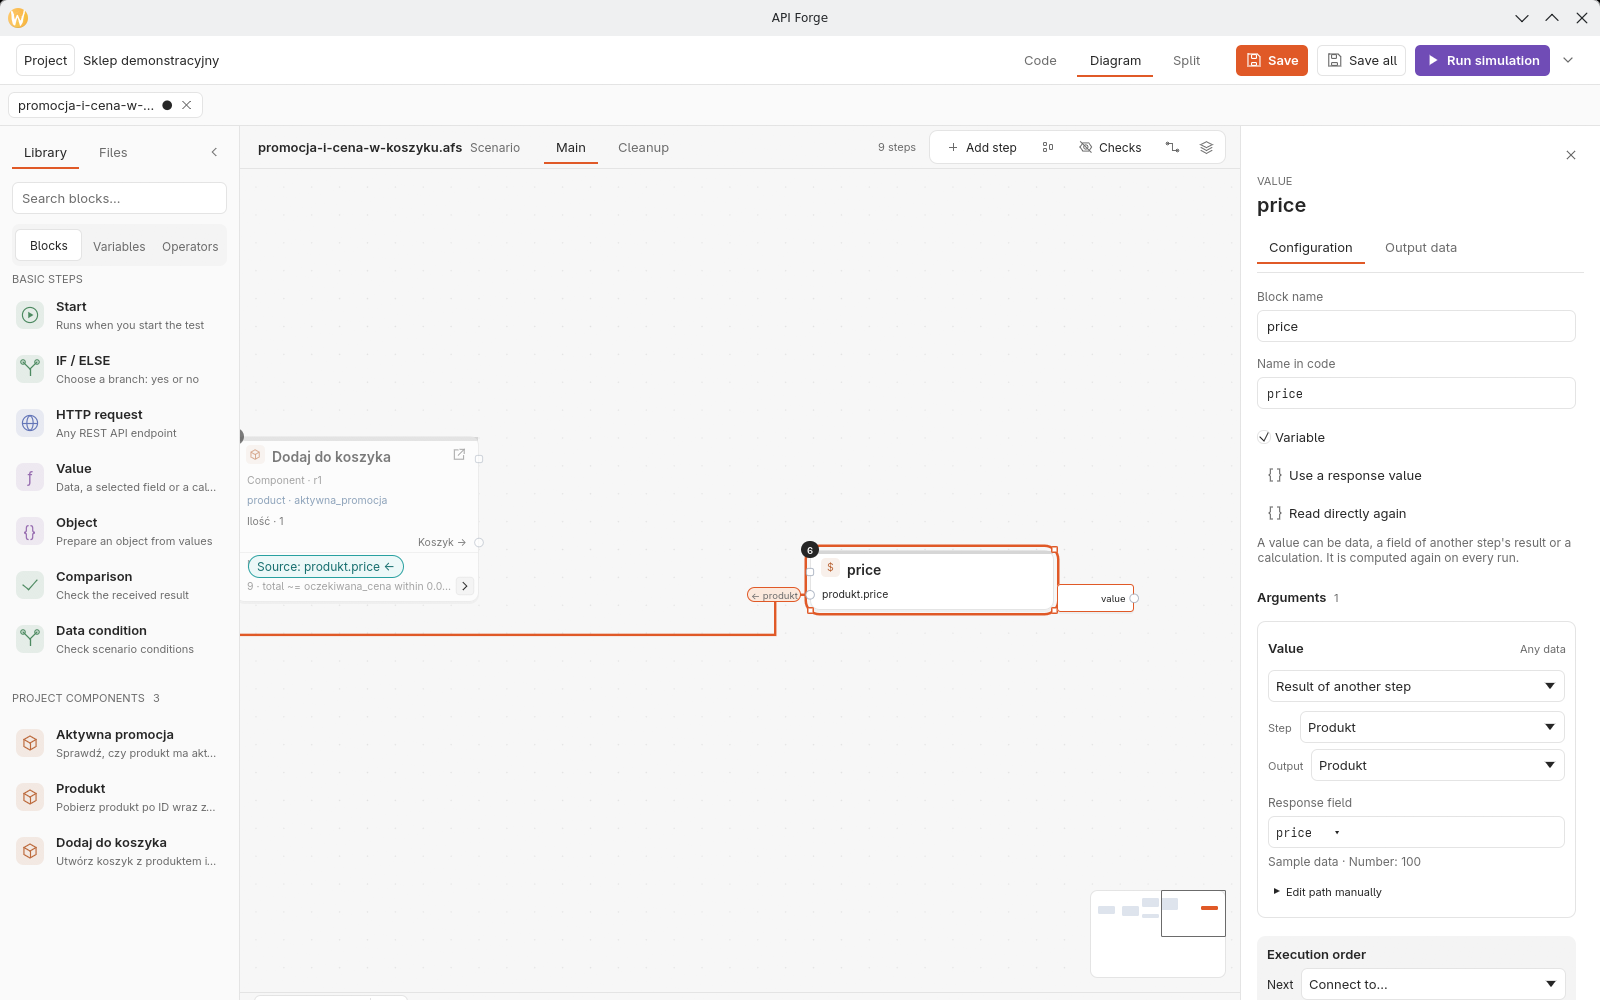 API Forge
Project
Sklep demonstracyjny
Code
Diagram
Split
Save
Save all
Run simulation
promocja-i-cena-w-...
Library
Files
Search blocks...
Blocks
Variables
Operators
BASIC STEPS
Start
Runs when you start the test
IF / ELSE
Choose a branch: yes or no
HTTP request
Any REST API endpoint
Value
Data, a selected field or a cal...
Object
Prepare an object from values
Comparison
Check the received result
Data condition
Check scenario conditions
PROJECT COMPONENTS 3
Aktywna promocja
Sprawdź, czy produkt ma akt...
Produkt
Pobierz produkt po ID wraz z...
Dodaj do koszyka
Utwórz koszyk z produktem i...
promocja-i-cena-w-koszyku.afs
Scenario
Main
Cleanup
9 steps
Add step
Checks
Dodaj do koszyka
Component · r1
product · aktywna_promocja
Ilość · 1
Koszyk →
Source: produkt.price ←
9 · total ~= oczekiwana_cena within 0.0...
6
$
price
← produkt
produkt.price
value
VALUE
price
Configuration
Output data
Block name
price
Name in code
price
Variable
{} Use a response value
{} Read directly again
A value can be data, a field of another step's result or a
calculation. It is computed again on every run.
Arguments 1
Value
Any data
Result of another step
Step
Produkt
Output
Produkt
Response field
price
Sample data · Number: 100
Edit path manually
Execution order
Next
Connect to...